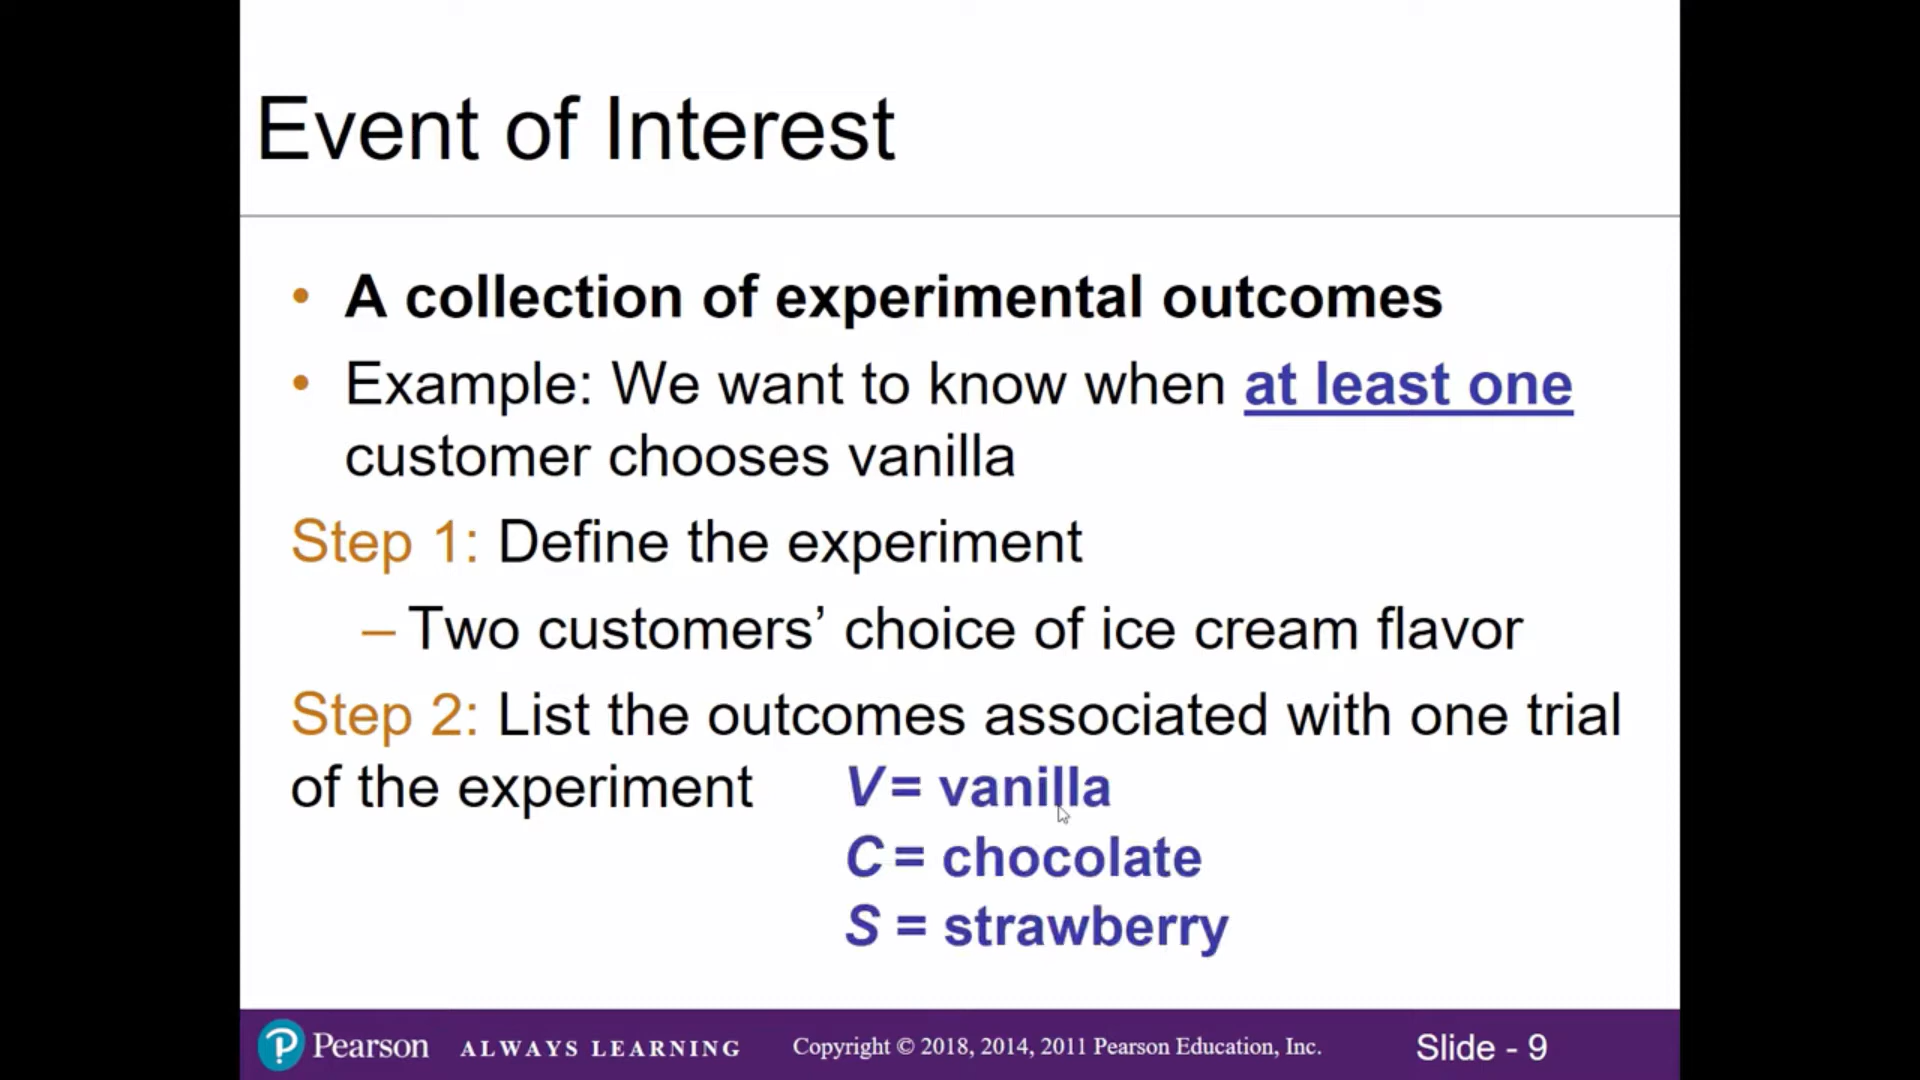 Event of Interest
• A collection of experimental outcomes
• Example: We want to know when at least one
customer chooses vanilla
Step 1: Define the experiment
– Two customers’ choice of ice cream flavor
Step 2: List the outcomes associated with one trial
of the experiment V = vanilla
C = chocolate
S = strawberry
P Pearson ALWAYS LEARNING Copyright © 2018, 2014, 2011 Pearson Education, Inc. Slide - 9